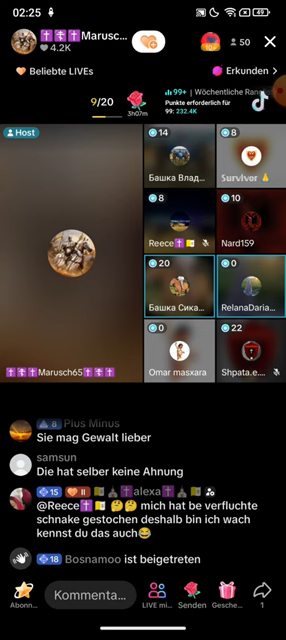 02:25
✝️✝️✝️Marusc...
4.2K
50
Beliebte LIVEs
Erkunden >
9/20
3h07m
99+ | Wöchentliche Ran
Punkte erforderlich für
99: 232.4K
Host
✝️✝️✝️Marusch65✝️✝️✝️
14
Башка Влад...
8
Survivor 🙏
8
Reece✝️🇻🇦
10
Nard159
20
Башка Сика...
0
RelanaDaria...
0
Omar masxara
22
Shpata.e....
8 Plus Minus
Sie mag Gewalt lieber
samsun
Die hat selber keine Ahnung
15 II 🇻🇦⛪✝️alexa✝️⛪🇻🇦
@Reece✝️🇻🇦 🤔🤔 mich hat be verfluchte
schnake gestochen deshalb bin ich wach
kennst du das auch😂
18 Bosnamoo ist beigetreten
Abonn...
Kommenta...
LIVE mi...
Senden
Gesche...
1